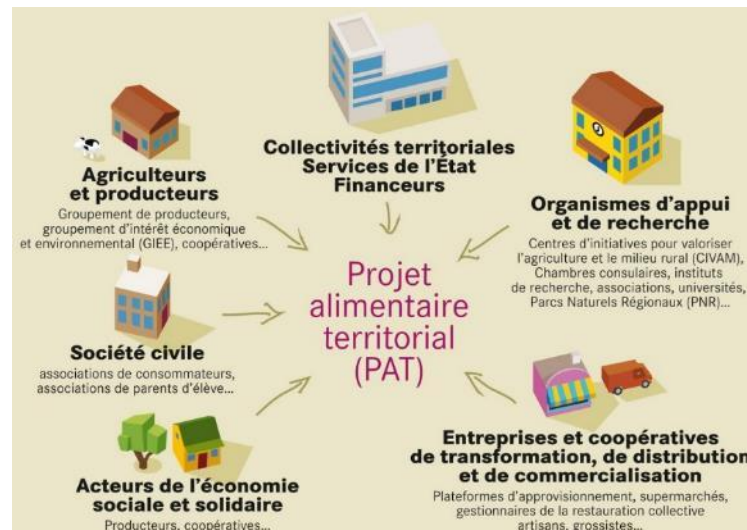 Collectivités territoriales
Services de l'État
Financeurs
Agriculteurs
et producteurs
Groupement de producteurs,
groupement d'intérêt économique
et environnemental (GIEE), coopératives...
Organismes d'appui
et de recherche
Centres d'initiatives pour valoriser
l'agriculture et le milieu rural (CIVAM),
Chambres consulaires, instituts
de recherche, associations, universités,
Parcs Naturels Régionaux (PNR)...
Projet
alimentaire
territorial
(PAT)
Société civile
associations de consommateurs,
associations de parents d'élève...
Acteurs de l'économie
sociale et solidaire
Producteurs, coopératives...
Entreprises et coopératives
de transformation, de distribution
et de commercialisation
Plateformes d'approvisionnement, supermarchés,
gestionnaires de la restauration collective
artisans, grossistes...